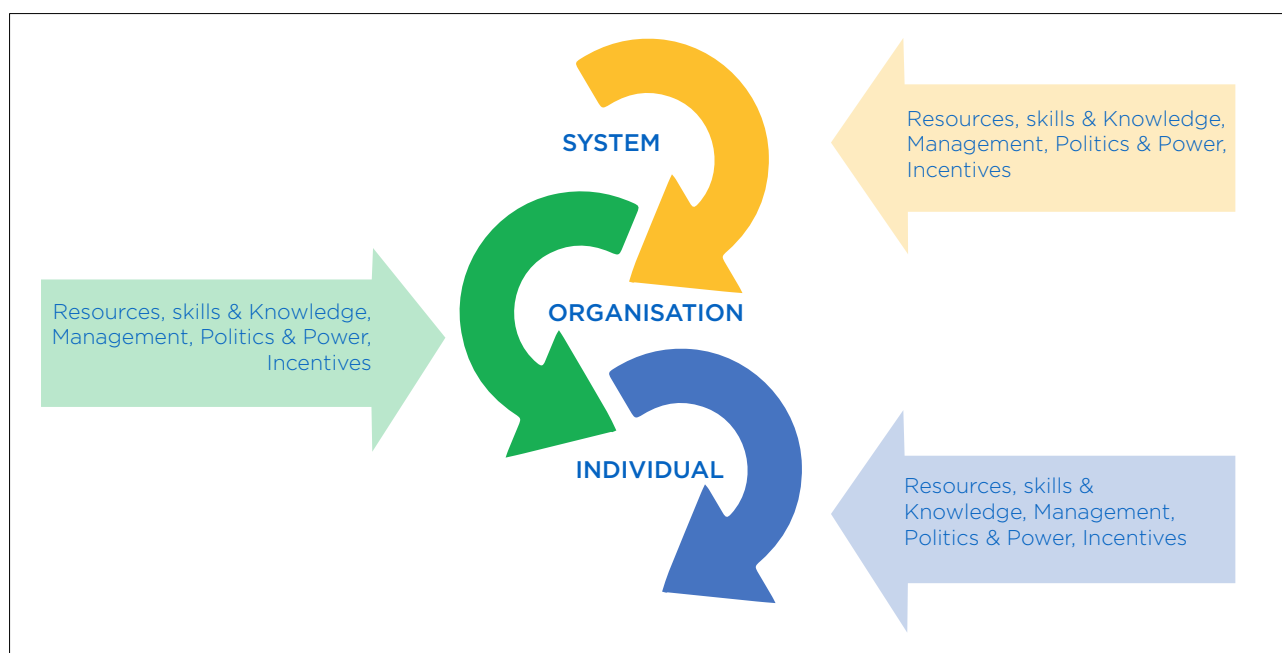 SYSTEM
Resources, skills & Knowledge,
Management, Politics & Power,
Incentives
Resources, skills & Knowledge,
Management, Politics & Power,
Incentives
ORGANISATION
INDIVIDUAL
Resources, skills &
Knowledge, Management,
Politics & Power, Incentives